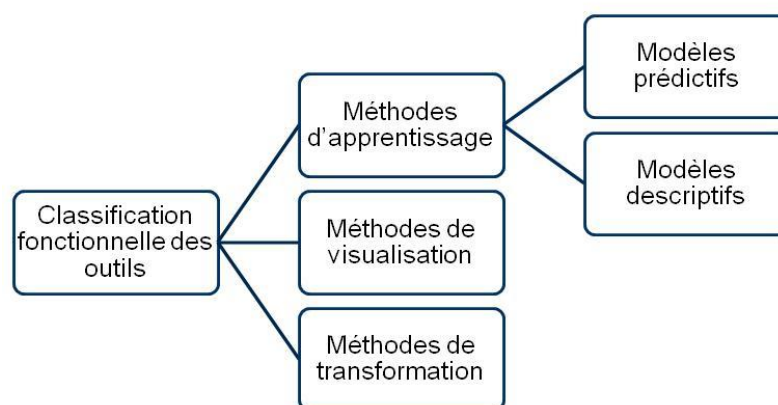 Classification
fonctionnelle des
outils
Méthodes
d'apprentissage
Méthodes de
visualisation
Méthodes de
transformation
Modèles
prédictifs
Modèles
descriptifs